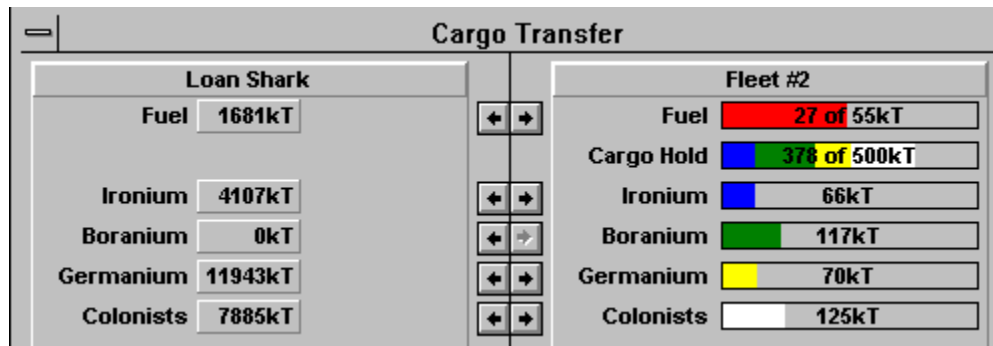 Cargo Transfer
Loan Shark Fleet #2
Fuel 1681kT Fuel 27 of 55kT
Cargo Hold 378 of 500kT
Ironium 4107kT Ironium 66kT
Boranium 0kT Boranium 117kT
Germanium 11943kT Germanium 70kT
Colonists 7885kT Colonists 125kT